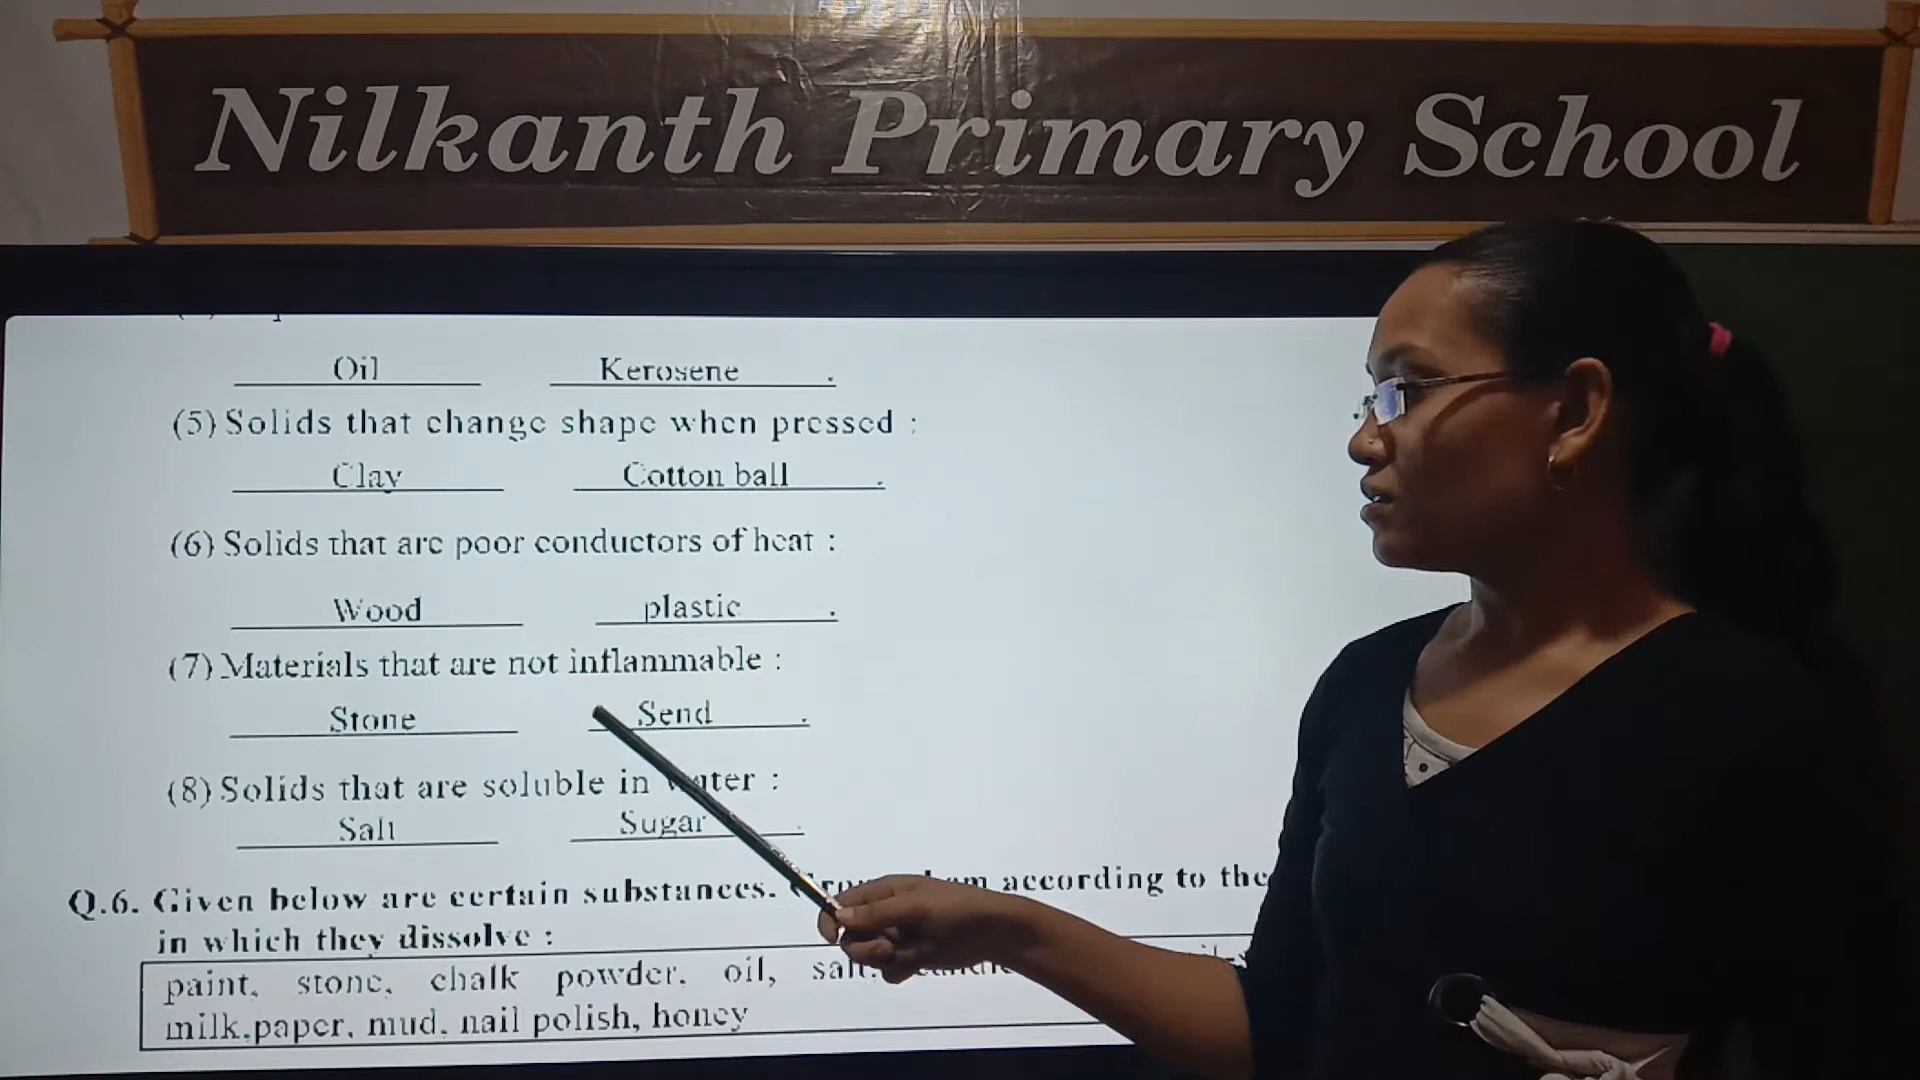 Nilkanth Primary School
Oil Kerosene .
(5) Solids that change shape when pressed :
Clay Cotton ball .
(6) Solids that are poor conductors of heat :
Wood plastic .
(7) Materials that are not inflammable :
Stone Send .
(8) Solids that are soluble in water :
Salt Sugar .
Q.6. Given below are certain substances. according to the
in which they dissolve :
paint, stone, chalk powder, oil, salt,
milk,paper, mud, nail polish, honey